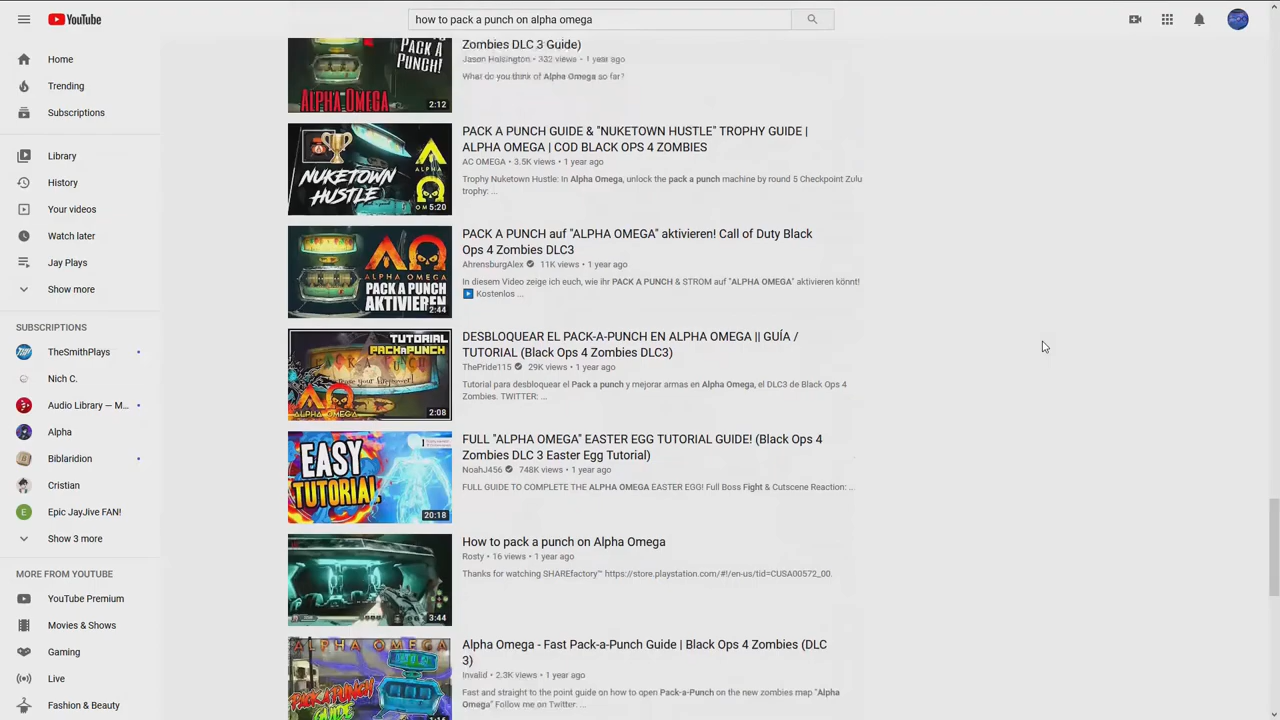 YouTube
how to pack a punch on alpha omega
Home
Trending
Subscriptions
Library
History
Your videos
Watch later
Jay Plays
Show more
SUBSCRIPTIONS
TheSmithPlays
Nich C.
Audio Library — M...
Alpha
Biblaridion
Cristian
E
Epic JayJive FAN!
Show 3 more
MORE FROM YOUTUBE
YouTube Premium
Movies & Shows
Gaming
Live
Fashion & Beauty
PACK A
PUNCH!
ALPHA OMEGA
2:12
Zombies DLC 3 Guide)
332 views • 1 year ago
What do you think of Alpha Omega so far?
NUKETOWN
HUSTLE
ALPHA
5:20
PACK A PUNCH GUIDE & "NUKETOWN HUSTLE" TROPHY GUIDE |
ALPHA OMEGA | COD BLACK OPS 4 ZOMBIES
AC OMEGA • 3.5K views • 1 year ago
Trophy Nuketown Hustle: In Alpha Omega, unlock the pack a punch machine by round 5 Checkpoint Zulu
trophy: ...
ALPHA OMEGA
PACK A PUNCH
AKTIVIEREN
2:44
PACK A PUNCH auf "ALPHA OMEGA" aktivieren! Call of Duty Black
Ops 4 Zombies DLC3
AhrensburgAlex 11K views • 1 year ago
In diesem Video zeige ich euch, wie ihr PACK A PUNCH & STROM auf "ALPHA OMEGA" aktivieren könnt!
Kostenlos ...
TUTORIAL
PACKAPUNCH
PACK A PUNCH
ALPHA OMEGA
2:08
DESBLOQUEAR EL PACK-A-PUNCH EN ALPHA OMEGA || GUÍA /
TUTORIAL (Black Ops 4 Zombies DLC3)
ThePride115 29K views • 1 year ago
Tutorial para desbloquear el Pack a punch y mejorar armas en Alpha Omega, el DLC3 de Black Ops 4
Zombies. TWITTER: ...
EASY
TUTORIAL
20:18
FULL "ALPHA OMEGA" EASTER EGG TUTORIAL GUIDE! (Black Ops 4
Zombies DLC 3 Easter Egg Tutorial)
NoahJ456 748K views • 1 year ago
FULL GUIDE TO COMPLETE THE ALPHA OMEGA EASTER EGG! Full Boss Fight & Cutscene Reaction: ...
3:44
How to pack a punch on Alpha Omega
Rosty • 16 views • 1 year ago
Thanks for watching SHAREfactory™ https://store.playstation.com/#!/en-us/tid=CUSA00572_00.
ALPHA OMEGA
PACK A PUNCH
GUIDE
Alpha Omega - Fast Pack-a-Punch Guide | Black Ops 4 Zombies (DLC
3)
Invalid • 2.3K views • 1 year ago
Fast and straight to the point guide on how to open Pack-a-Punch on the new zombies map "Alpha
Omega" Follow me on Twitter. ...